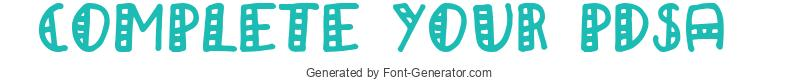 COMPLETE YOUR PDSA
Generated by Font-Generator.com